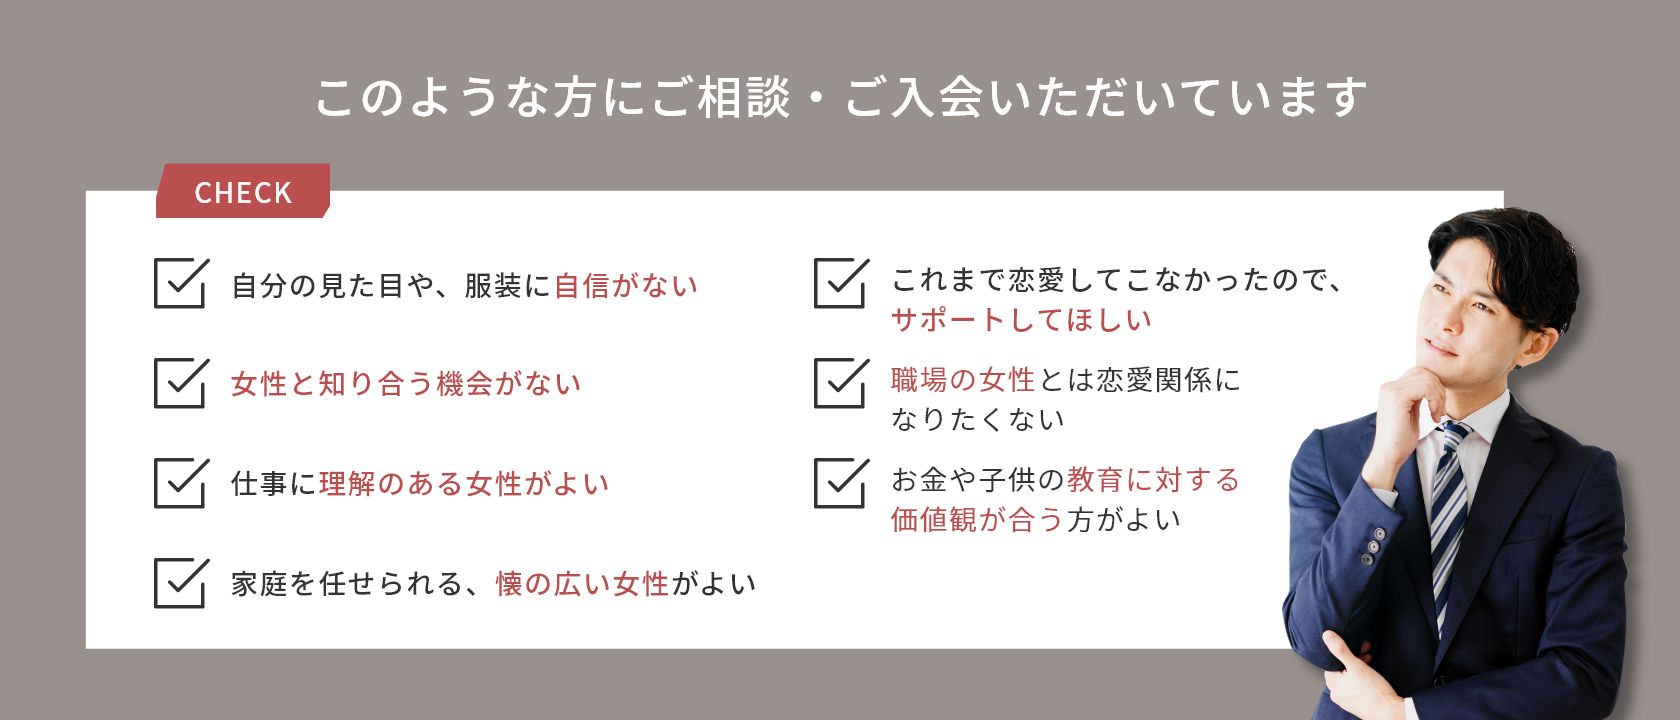 このような方にご相談・ご入会いただいています
CHECK
自分の見た目や、服装に自信がない
女性と知り合う機会がない
仕事に理解のある女性がよい
家庭を任せられる、懐の広い女性がよい
これまで恋愛してこなかったので、
サポートしてほしい
職場の女性とは恋愛関係に
なりたくない
お金や子供の教育に対する
価値観が合う方がよい